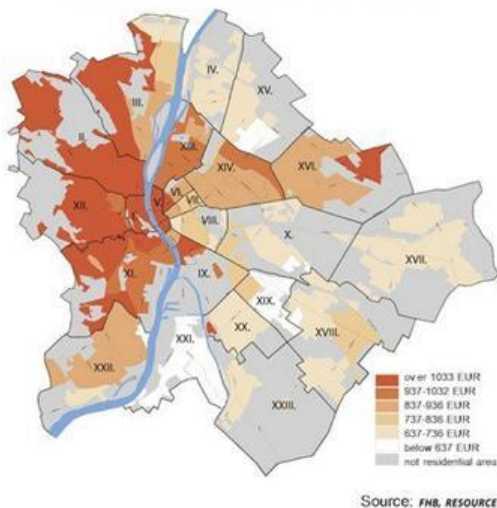 IV.
XV.
III.
II.
XIII.
XIV.
XVI.
VI.
V.
VII.
XII.
VIII.
X.
XVII.
XI.
IX.
XIX.
XX.
XVIII.
XXI.
XXII.
XXIII.
over 1033 EUR
937-1032 EUR
837-936 EUR
737-836 EUR
637-736 EUR
below 637 EUR
not residential area
Source: FHB, RESOURCE